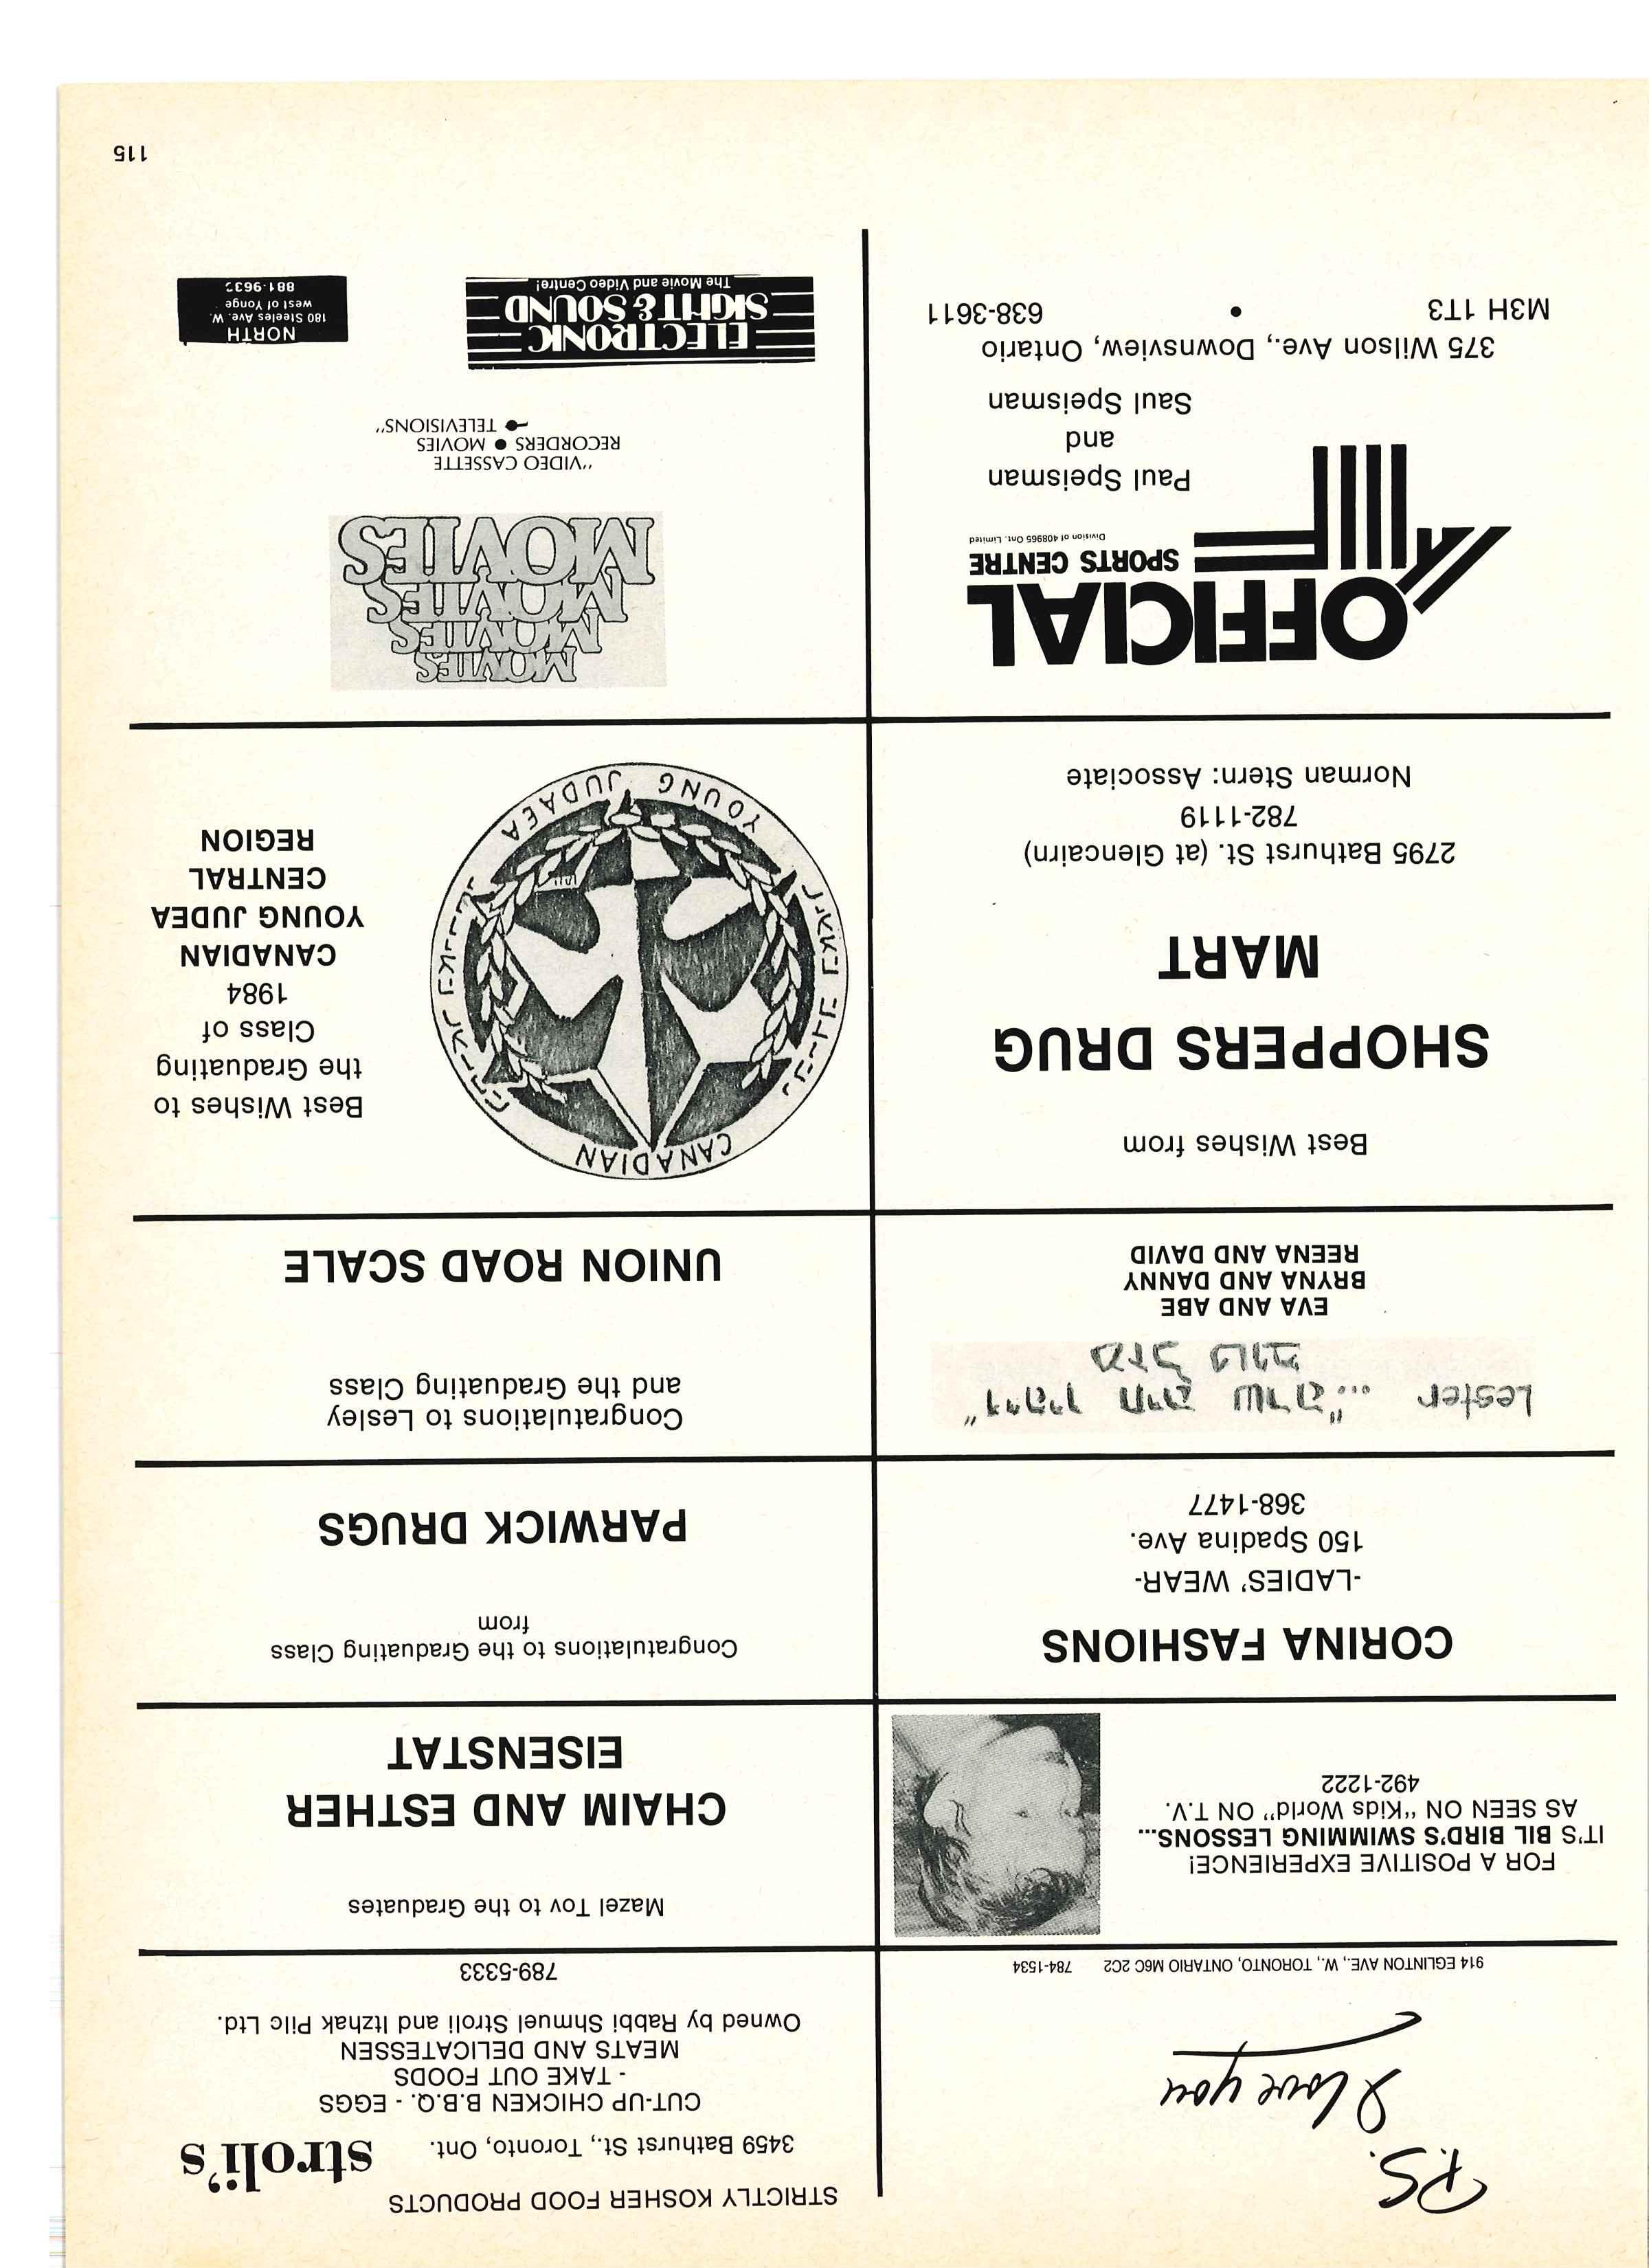 P.S.
I love you
914 EGLINTON AVE., W., TORONTO, ONTARIO M6C 2C2 784-1534
STRICTLY KOSHER FOOD PRODUCTS
3459 Bathurst St., Toronto, Ont.
stroli's
CUT-UP CHICKEN B.B.Q. - EGGS
- TAKE OUT FOODS
MEATS AND DELICATESSEN
Owned by Rabbi Shmuel Stroli and Itzhak Pilc Ltd.
789-5333
FOR A POSITIVE EXPERIENCE!
IT'S BIL BIRD'S SWIMMING LESSONS...
AS SEEN ON "Kids World" ON T.V.
492-1222
Mazel Tov to the Graduates
CHAIM AND ESTHER
EISENSTAT
CORINA FASHIONS
-LADIES' WEAR-
150 Spadina Ave.
368-1477
Congratulations to the Graduating Class
from
PARWICK DRUGS
Lester ...
מזל טוב
EVA AND ABE
BRYNA AND DANNY
REENA AND DAVID
Congratulations to Lesley
and the Graduating Class
UNION ROAD SCALE
Best Wishes from
SHOPPERS DRUG
MART
2795 Bathurst St. (at Glencairn)
782-1119
Norman Stern: Associate
CANADIAN
YOUNG JUDAEA
Best Wishes to
the Graduating
Class of
1984
CANADIAN
YOUNG JUDEA
CENTRAL
REGION
OFFICIAL
SPORTS CENTRE
Division of 408965 Ont. Limited
Paul Speisman
and
Saul Speisman
375 Wilson Ave., Downsview, Ontario
M3H 1T3 • 638-3611
MOVIES
MOVIES
MOVIES
MOVIES
"VIDEO CASSETTE
RECORDERS • MOVIES
• TELEVISIONS"
ELECTRONIC
SIGHT & SOUND
The Movie and Video Centre!
NORTH
180 Steeles Ave. W.
west of Yonge
115